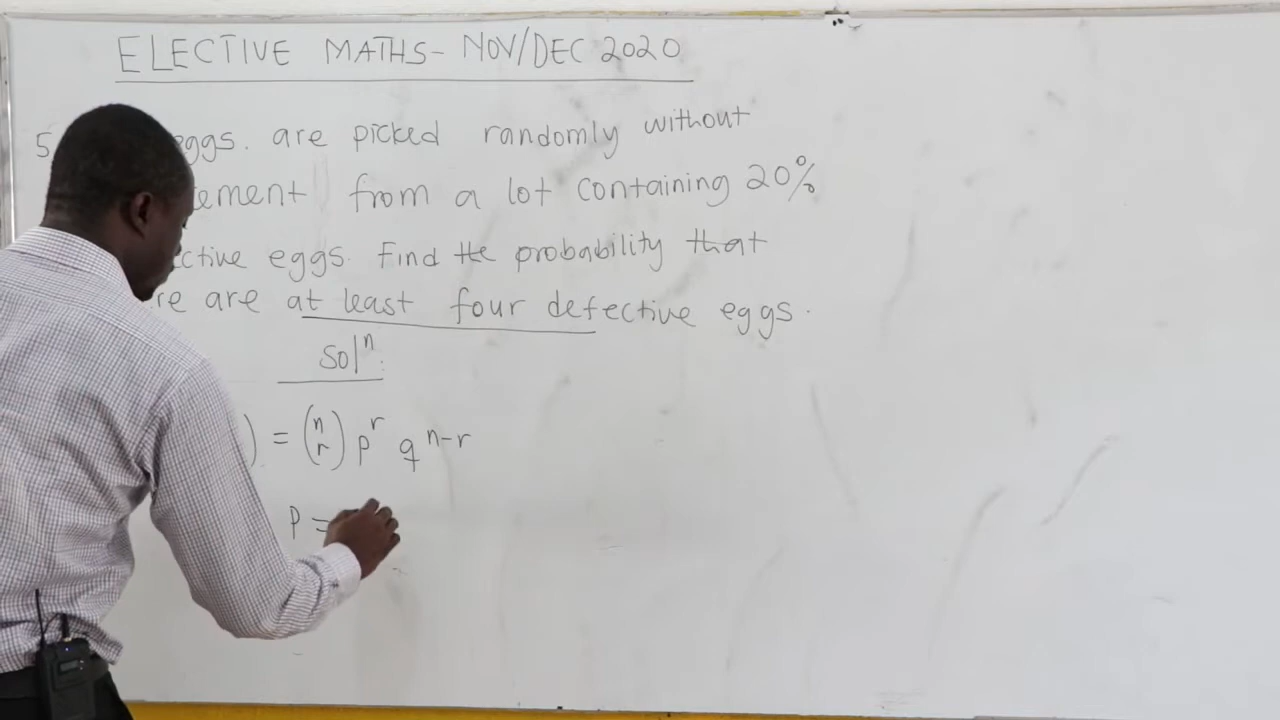 ELECTIVE MATHS- NOV/DEC 2020
5 eggs. are picked randomly without
ement from a lot containing 20%
ctive eggs. Find the probability that
re are at least four defective eggs.
Solⁿ:
) = (n r) p^r q^{n-r}
P =